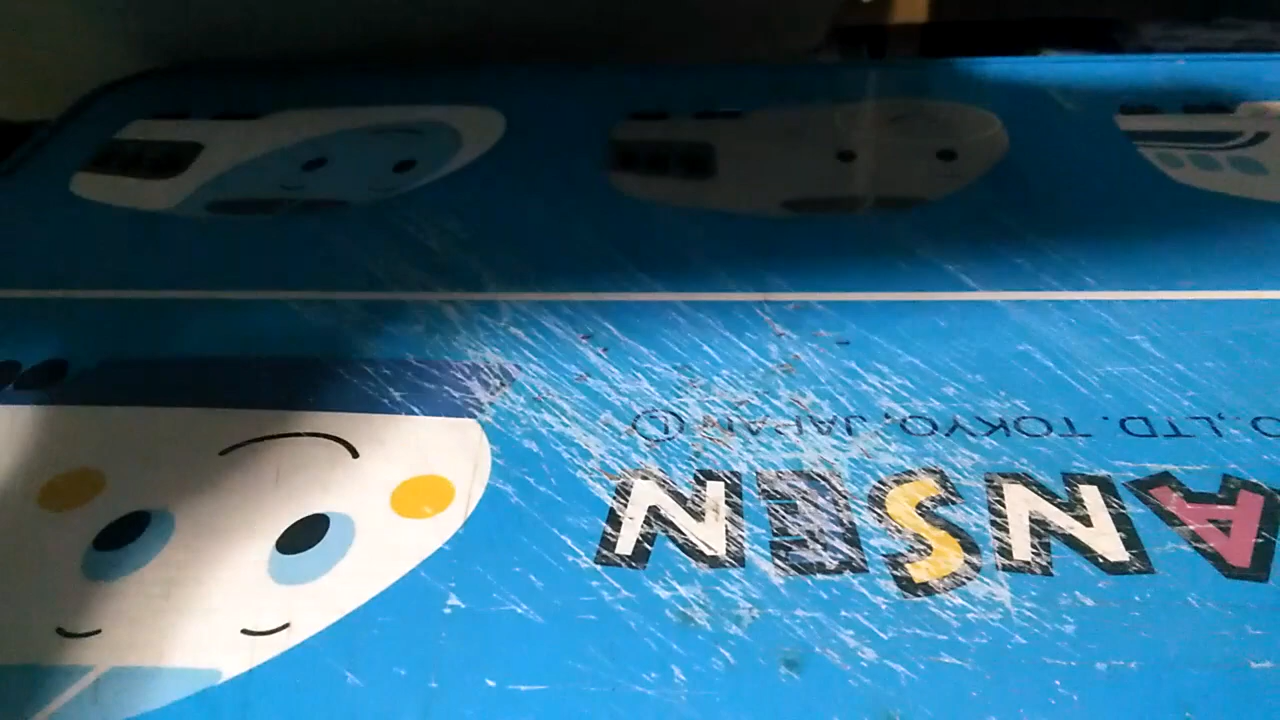 ANSEN
O.,LTD. TOKYO, JAPAN Ⓛ